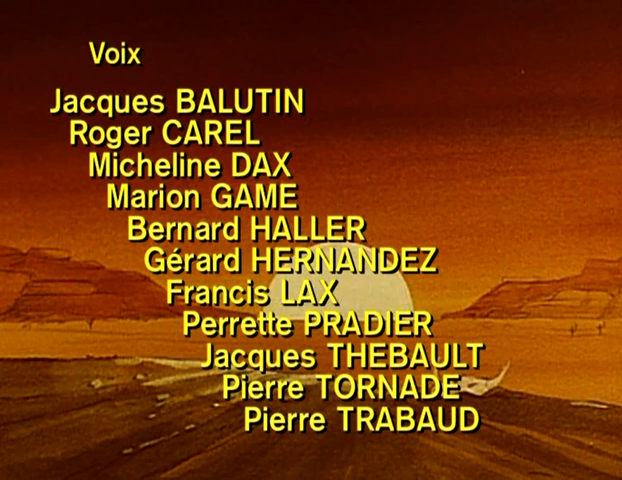 Voix
Jacques BALUTIN
Roger CAREL
Micheline DAX
Marion GAME
Bernard HALLER
Gérard HERNANDEZ
Francis LAX
Perrette PRADIER
Jacques THEBAULT
Pierre TORNADE
Pierre TRABAUD